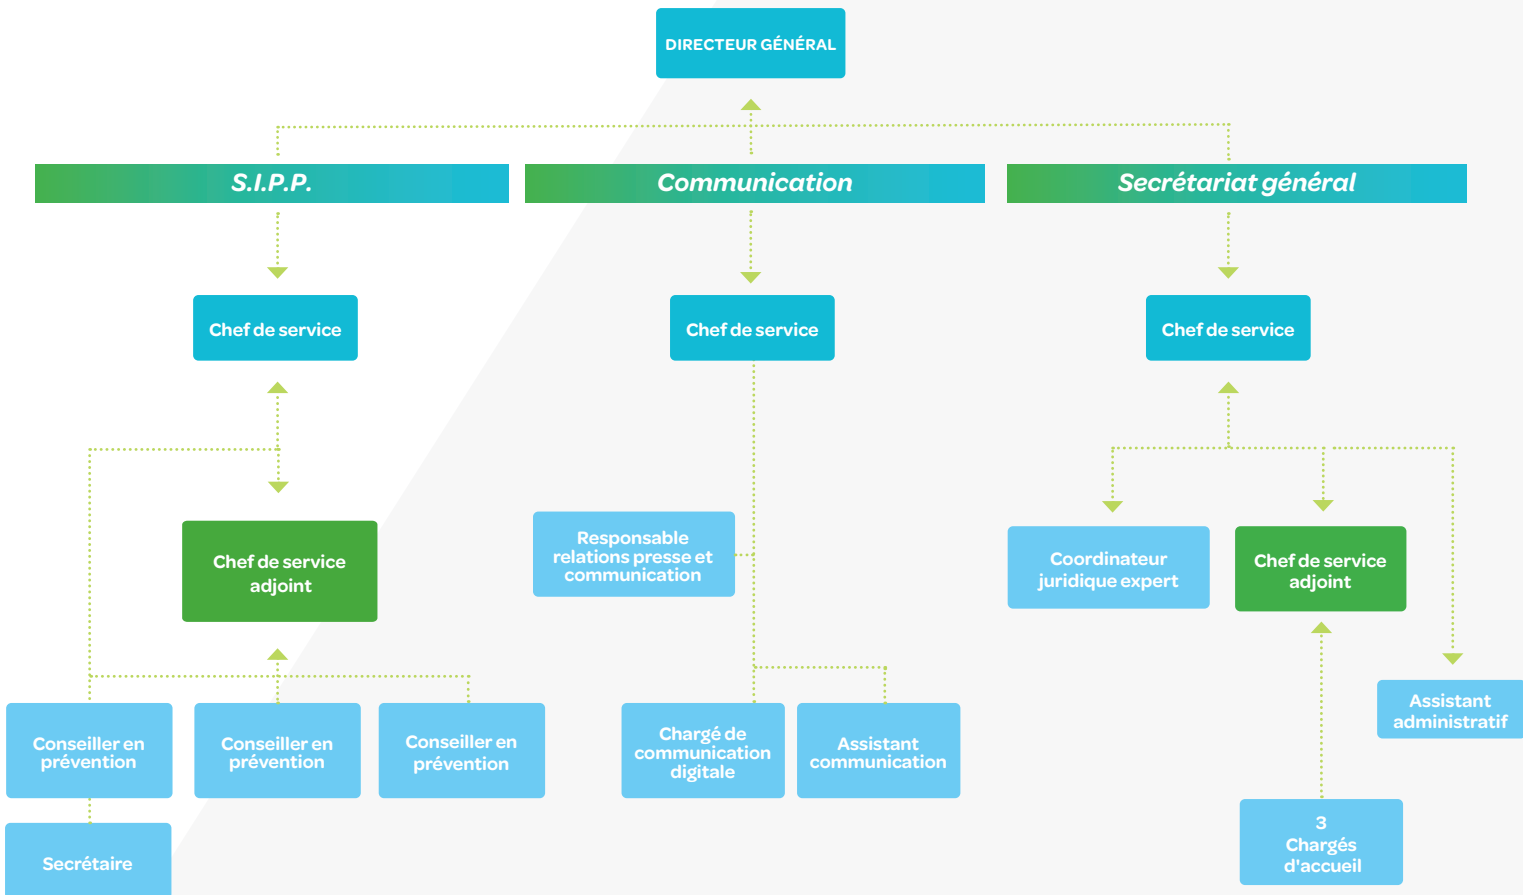 DIRECTEUR GÉNÉRAL
S.I.P.P.
Communication
Secrétariat général
Chef de service
Chef de service
Chef de service
Chef de service
adjoint
Responsable
relations presse et
communication
Coordinateur
juridique expert
Chef de service
adjoint
Assistant
administratif
Conseiller en
prévention
Conseiller en
prévention
Conseiller en
prévention
Chargé de
communication
digitale
Assistant
communication
Secrétaire
3
Chargés
d'accueil